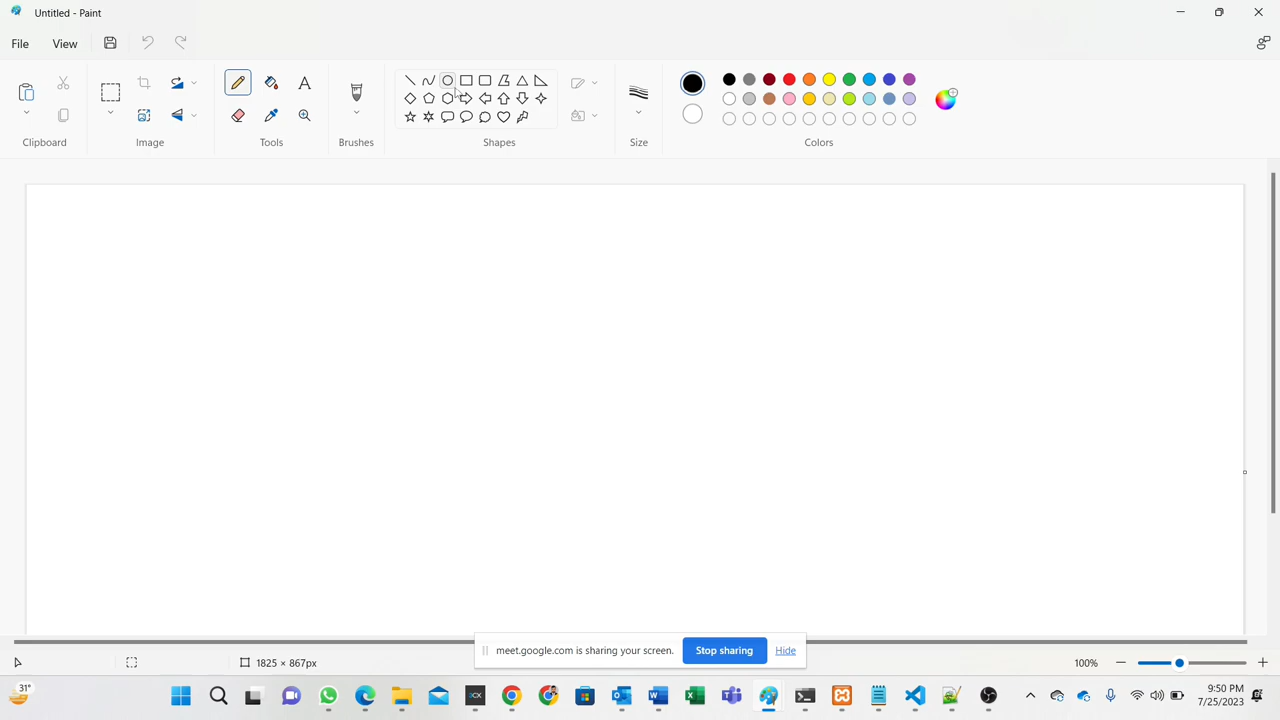 Untitled - Paint
File View
Clipboard Image Tools Brushes Shapes Size Colors
meet.google.com is sharing your screen. Stop sharing Hide
1825 × 867px 100%
31°
9:50 PM
7/25/2023